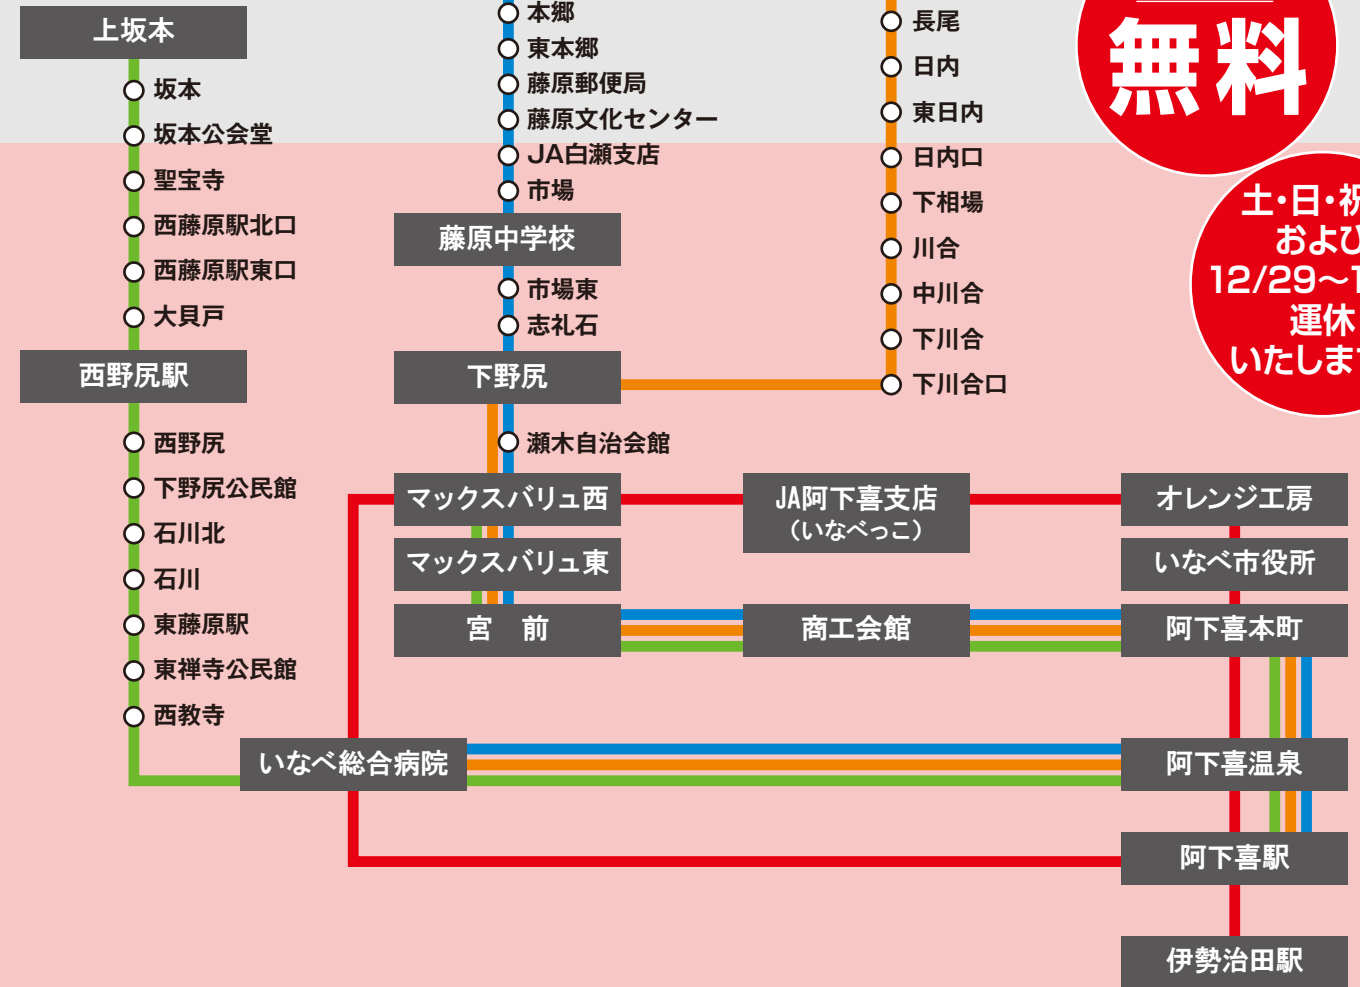 上坂本
坂本
坂本公会堂
聖宝寺
西藤原駅北口
西藤原駅東口
大貝戸
西野尻駅
西野尻
下野尻公民館
石川北
石川
東藤原駅
東禅寺公民館
西教寺
本郷
東本郷
藤原郵便局
藤原文化センター
JA白瀬支店
市場
藤原中学校
市場東
志礼石
下野尻
瀬木自治会館
マックスバリュ西
マックスバリュ東
宮　前
いなべ総合病院
長尾
日内
東日内
日内口
下相場
川合
中川合
下川合
下川合口
JA阿下喜支店
（いなべっこ）
商工会館
無料
土・日・祝
および
12/29～1
運休
いたします
オレンジ工房
いなべ市役所
阿下喜本町
阿下喜温泉
阿下喜駅
伊勢治田駅